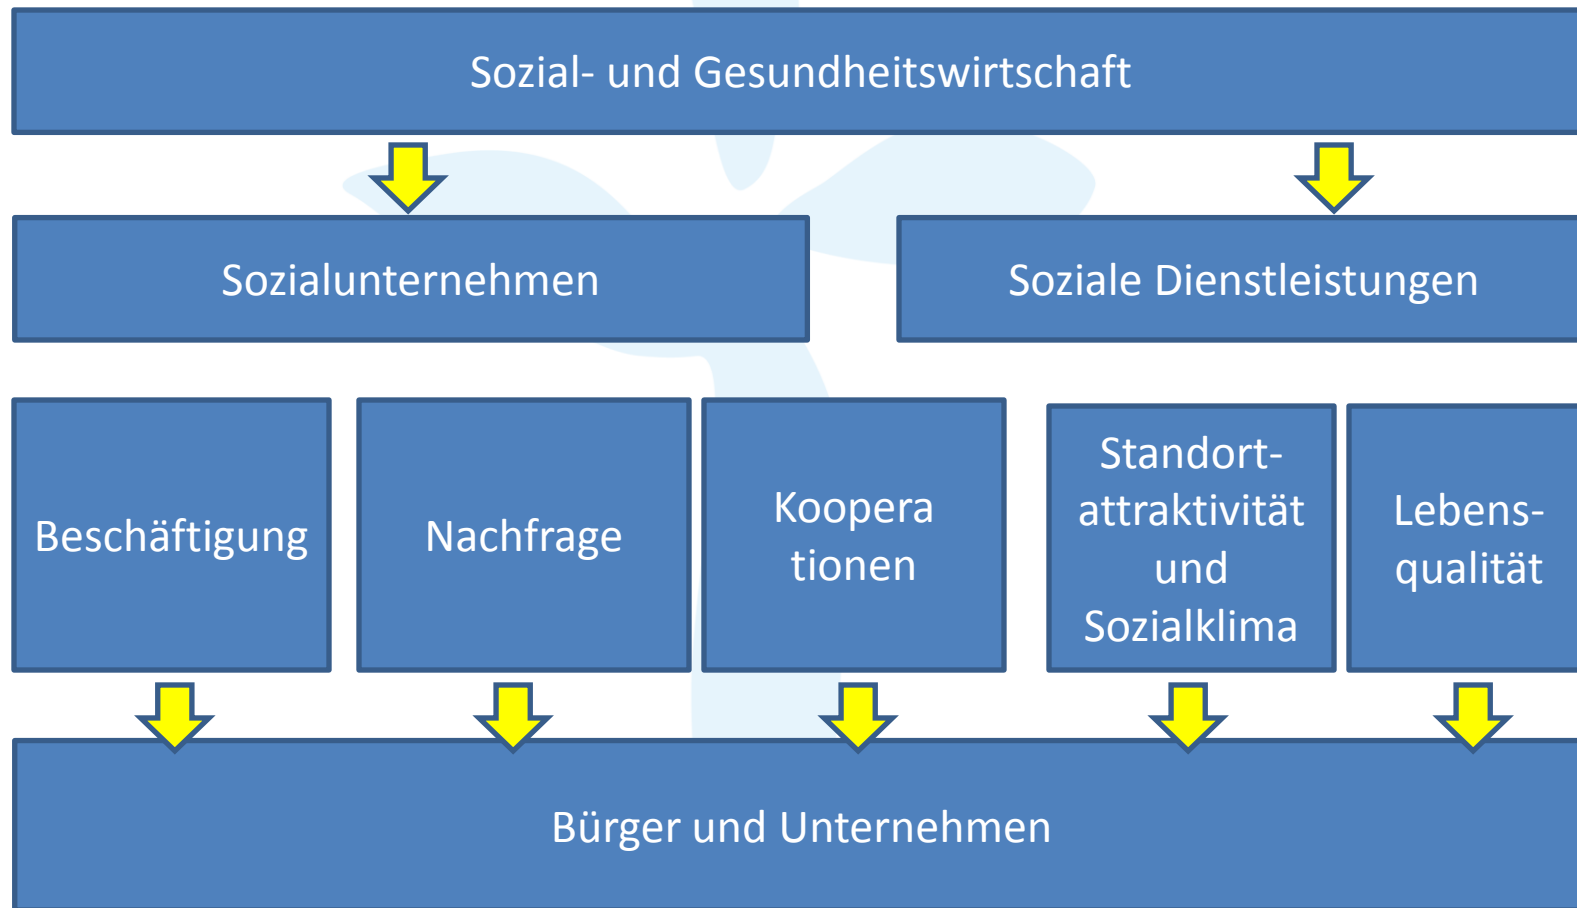 Sozial- und Gesundheitswirtschaft
Sozialunternehmen
Soziale Dienstleistungen
Beschäftigung
Nachfrage
Koopera
tionen
Standort-
attraktivität
und
Sozialklima
Lebens-
qualität
Bürger und Unternehmen